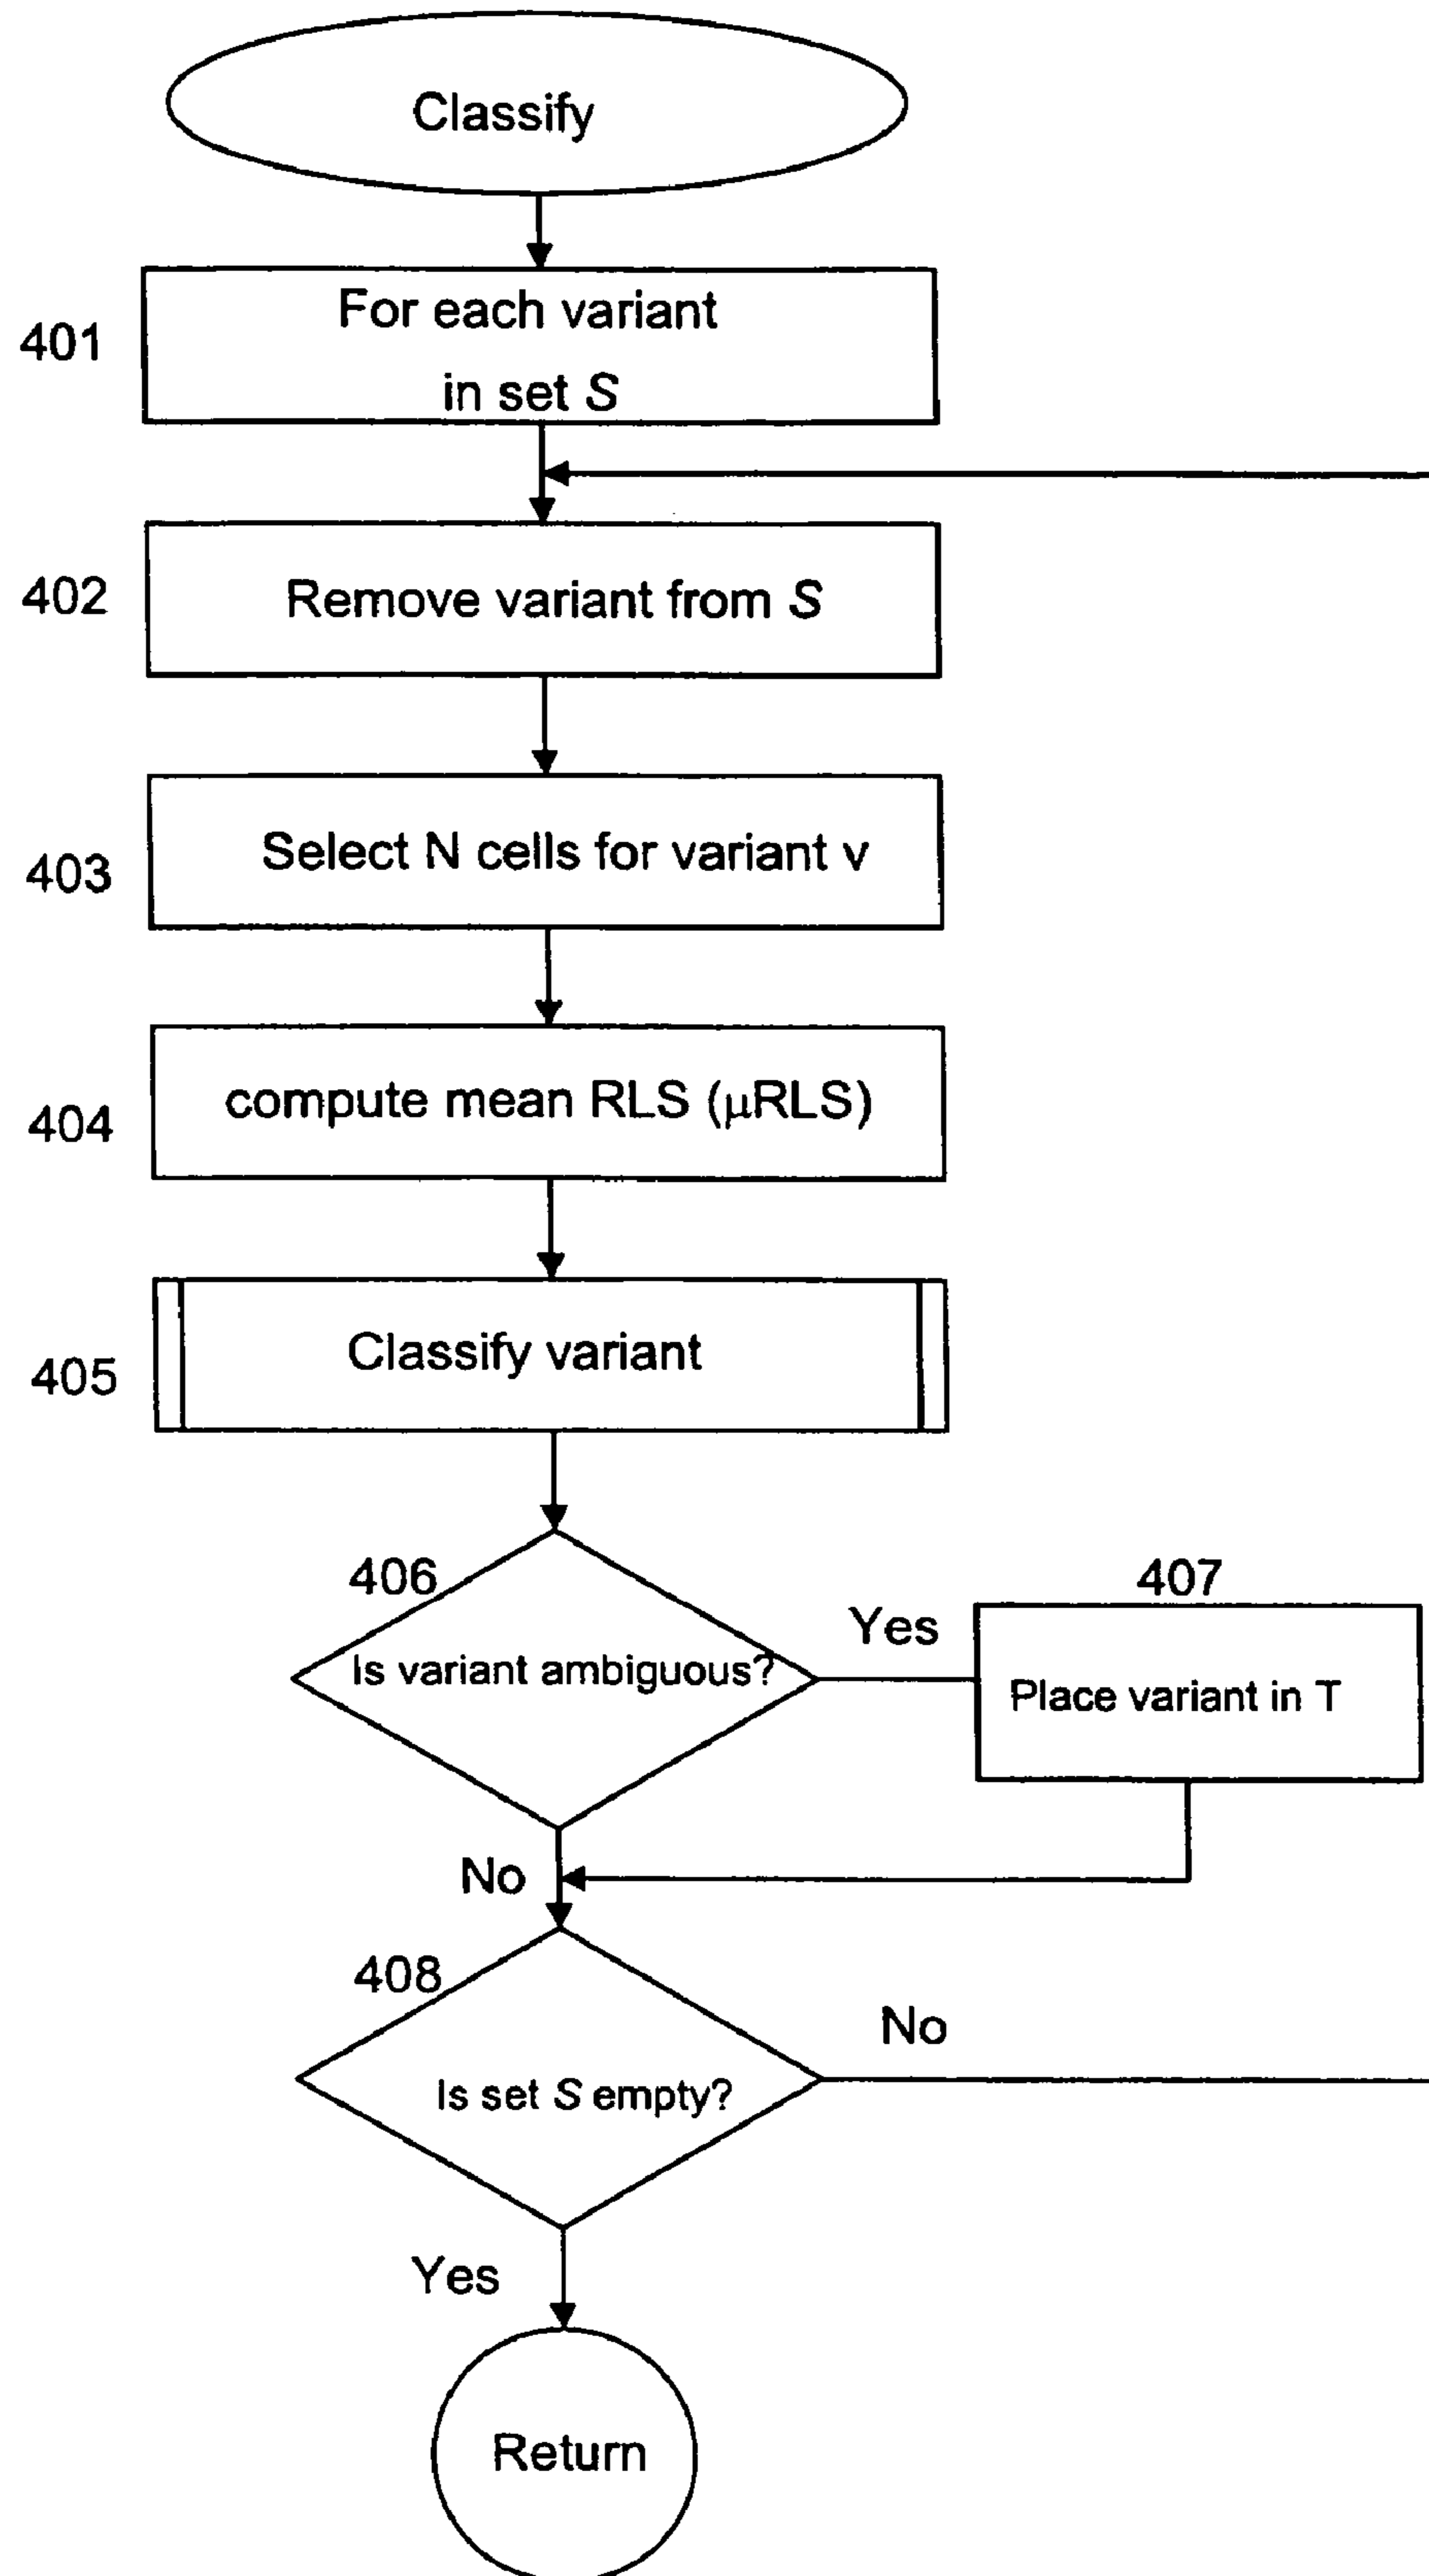 Classify
401
For each variant
in set S
402
Remove variant from S
403
Select N cells for variant v
404
compute mean RLS (μRLS)
405
Classify variant
406
Is variant ambiguous?
Yes
407
Place variant in T
No
408
Is set S empty?
No
Yes
Return